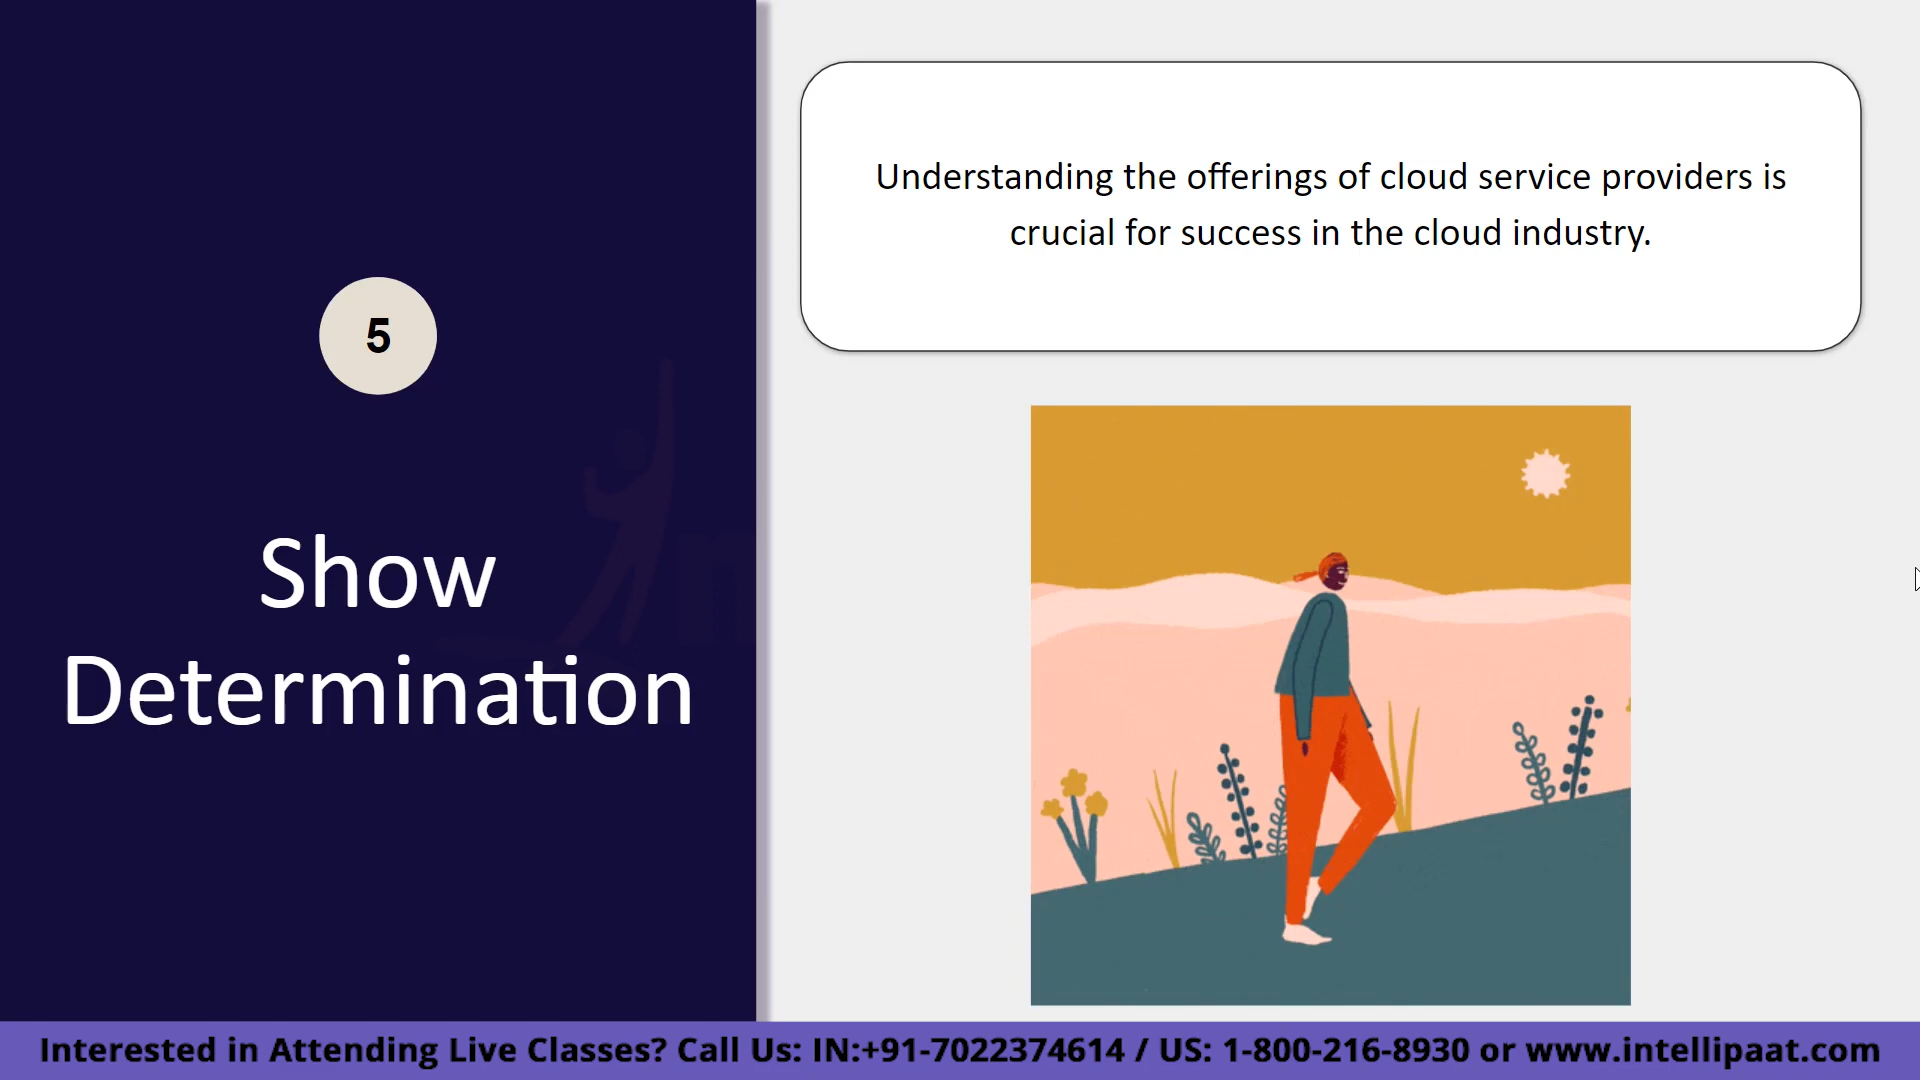 5
Show
Determination
Understanding the offerings of cloud service providers is
crucial for success in the cloud industry.
Interested in Attending Live Classes? Call Us: IN:+91-7022374614 / US: 1-800-216-8930 or www.intellipaat.com